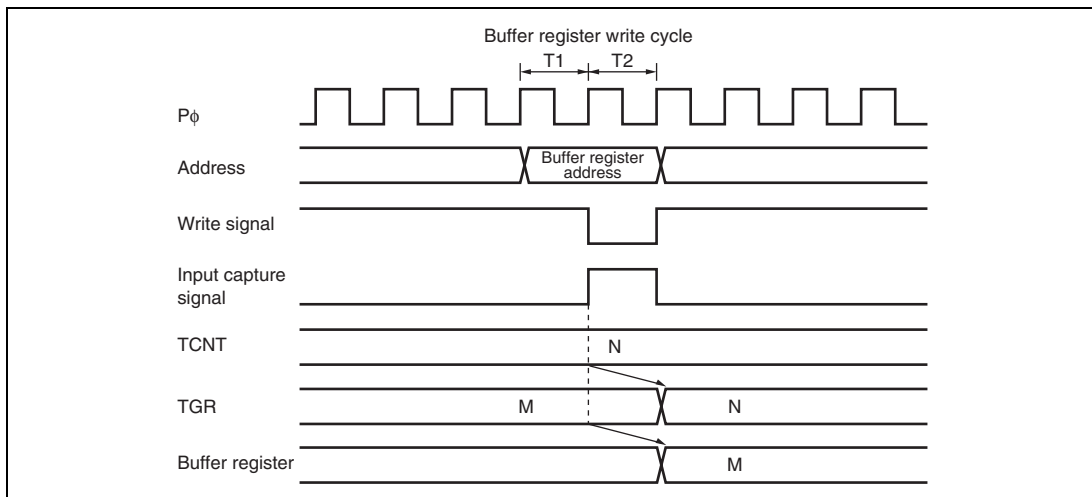 Buffer register write cycle
T1 T2
Pϕ
Address
Buffer register
address
Write signal
Input capture
signal
TCNT
N
TGR
M N
Buffer register
M